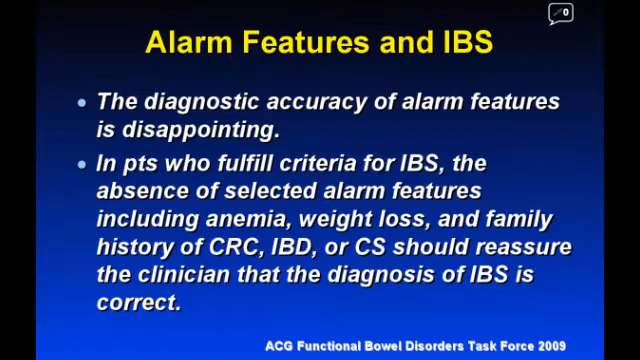 0
Alarm Features and IBS
• The diagnostic accuracy of alarm features
is disappointing.
• In pts who fulfill criteria for IBS, the
absence of selected alarm features
including anemia, weight loss, and family
history of CRC, IBD, or CS should reassure
the clinician that the diagnosis of IBS is
correct.
ACG Functional Bowel Disorders Task Force 2009